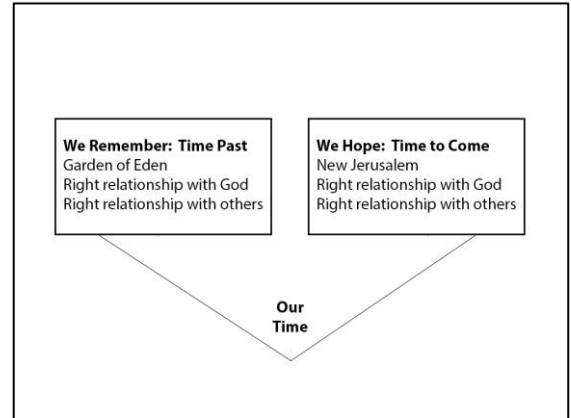 We Remember: Time Past
Garden of Eden
Right relationship with God
Right relationship with others
We Hope: Time to Come
New Jerusalem
Right relationship with God
Right relationship with others
Our
Time